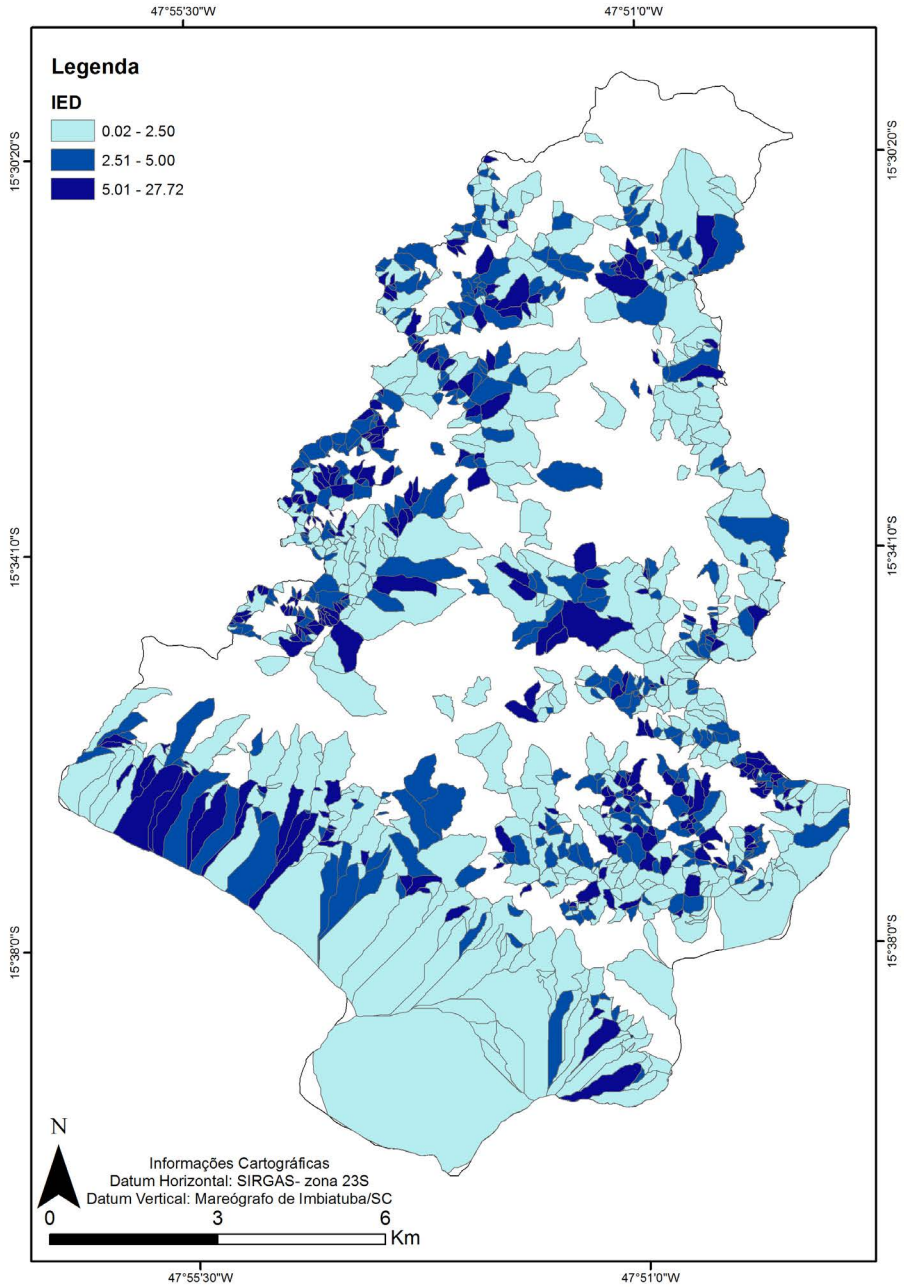 47°55'30"W
47°51'0"W
Legenda
IED
0.02 - 2.50
2.51 - 5.00
5.01 - 27.72
15°30'20"S
15°30'20"S
15°34'10"S
15°34'10"S
15°38'0"S
15°38'0"S
N
Informações Cartográficas
Datum Horizontal: SIRGAS- zona 23S
Datum Vertical: Mareógrafo de Imbiatuba/SC
0 3 6
Km
47°55'30"W
47°51'0"W